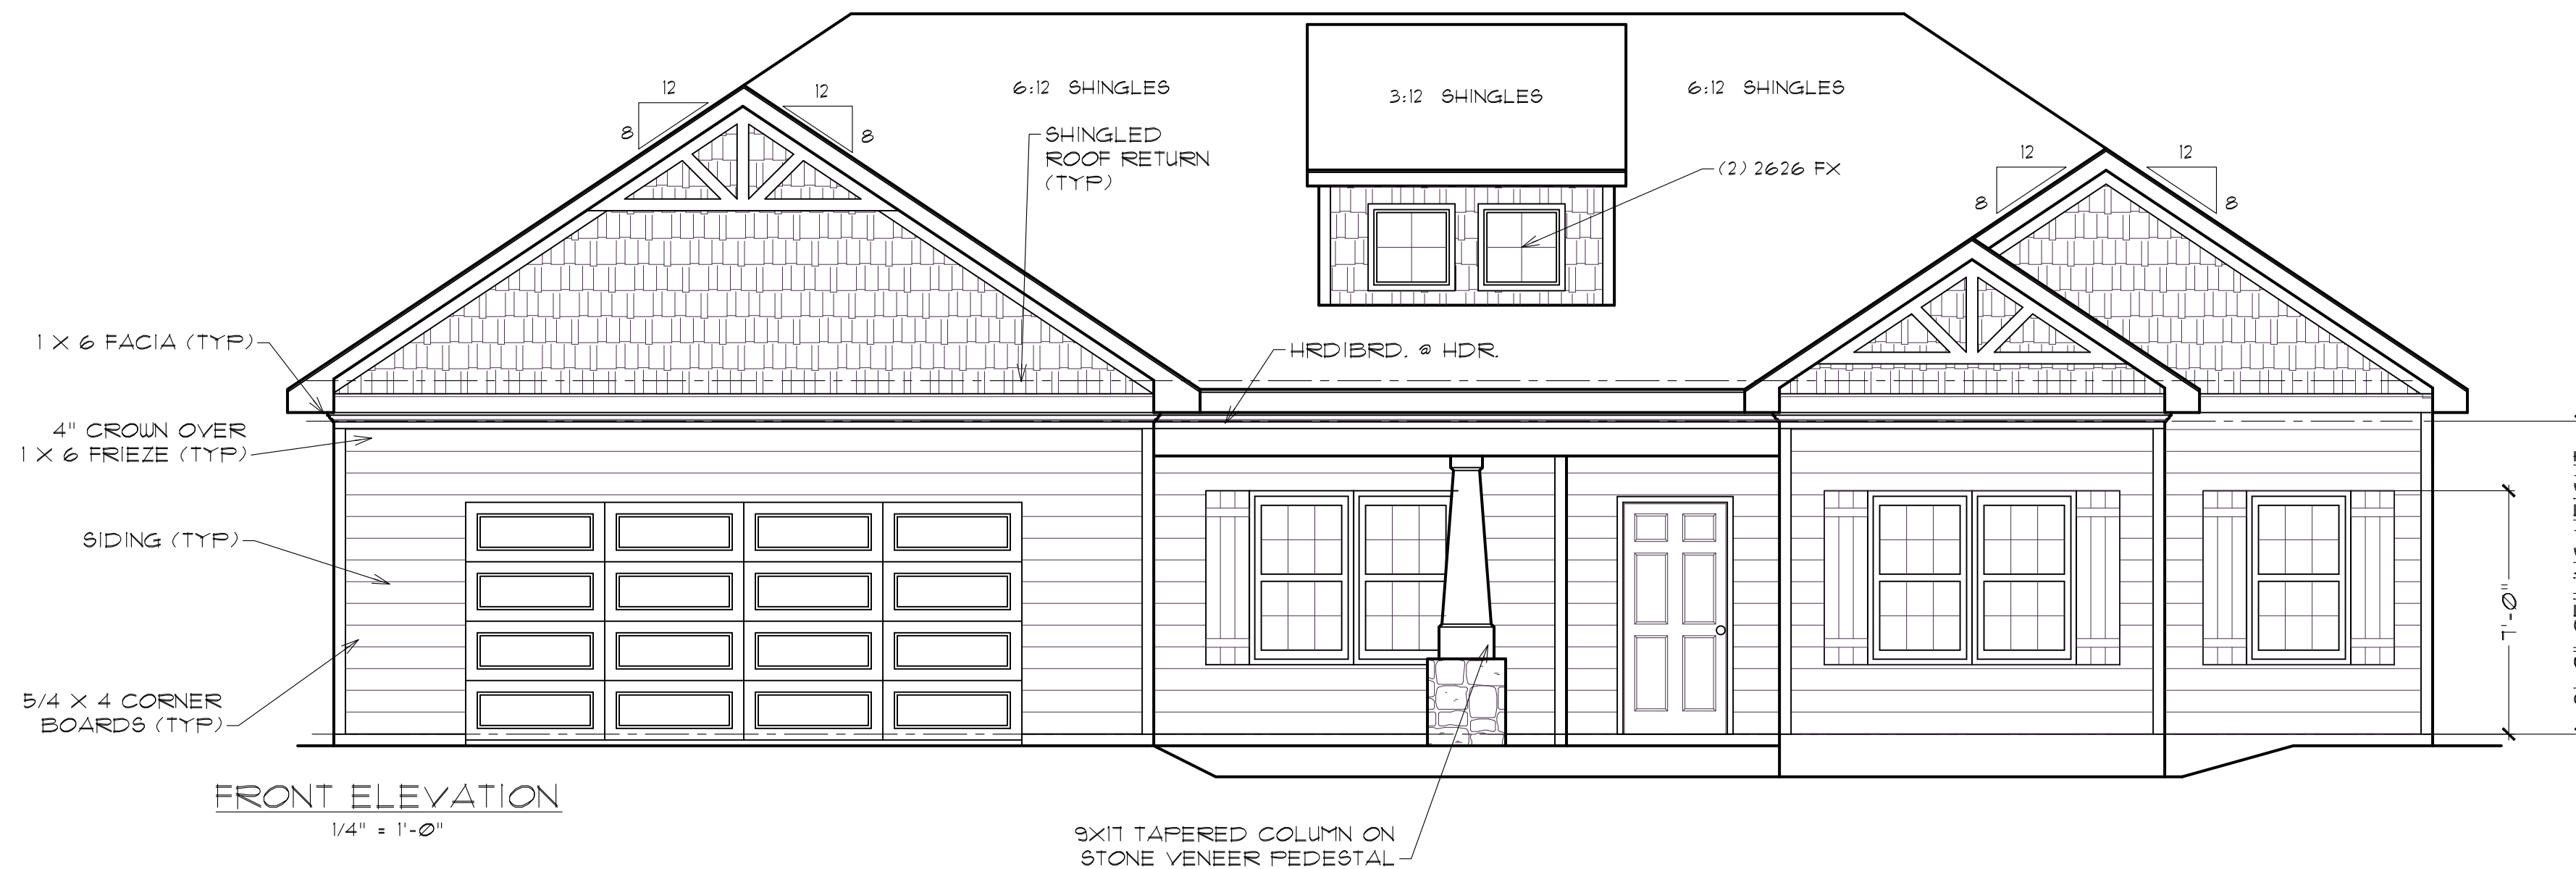 12
12
8
8
6:12 SHINGLES
3:12 SHINGLES
6:12 SHINGLES
SHINGLED
ROOF RETURN
(TYP)
(2) 2626 FX
12
12
8
8
1 X 6 FACIA (TYP)
HRDIBRD. @ HDR.
4" CROWN OVER
1 X 6 FRIEZE (TYP)
SIDING (TYP)
7'-0"
5/4 X 4 CORNER
BOARDS (TYP)
FRONT ELEVATION
1/4" = 1'-0"
9X17 TAPERED COLUMN ON
STONE VENEER PEDESTAL